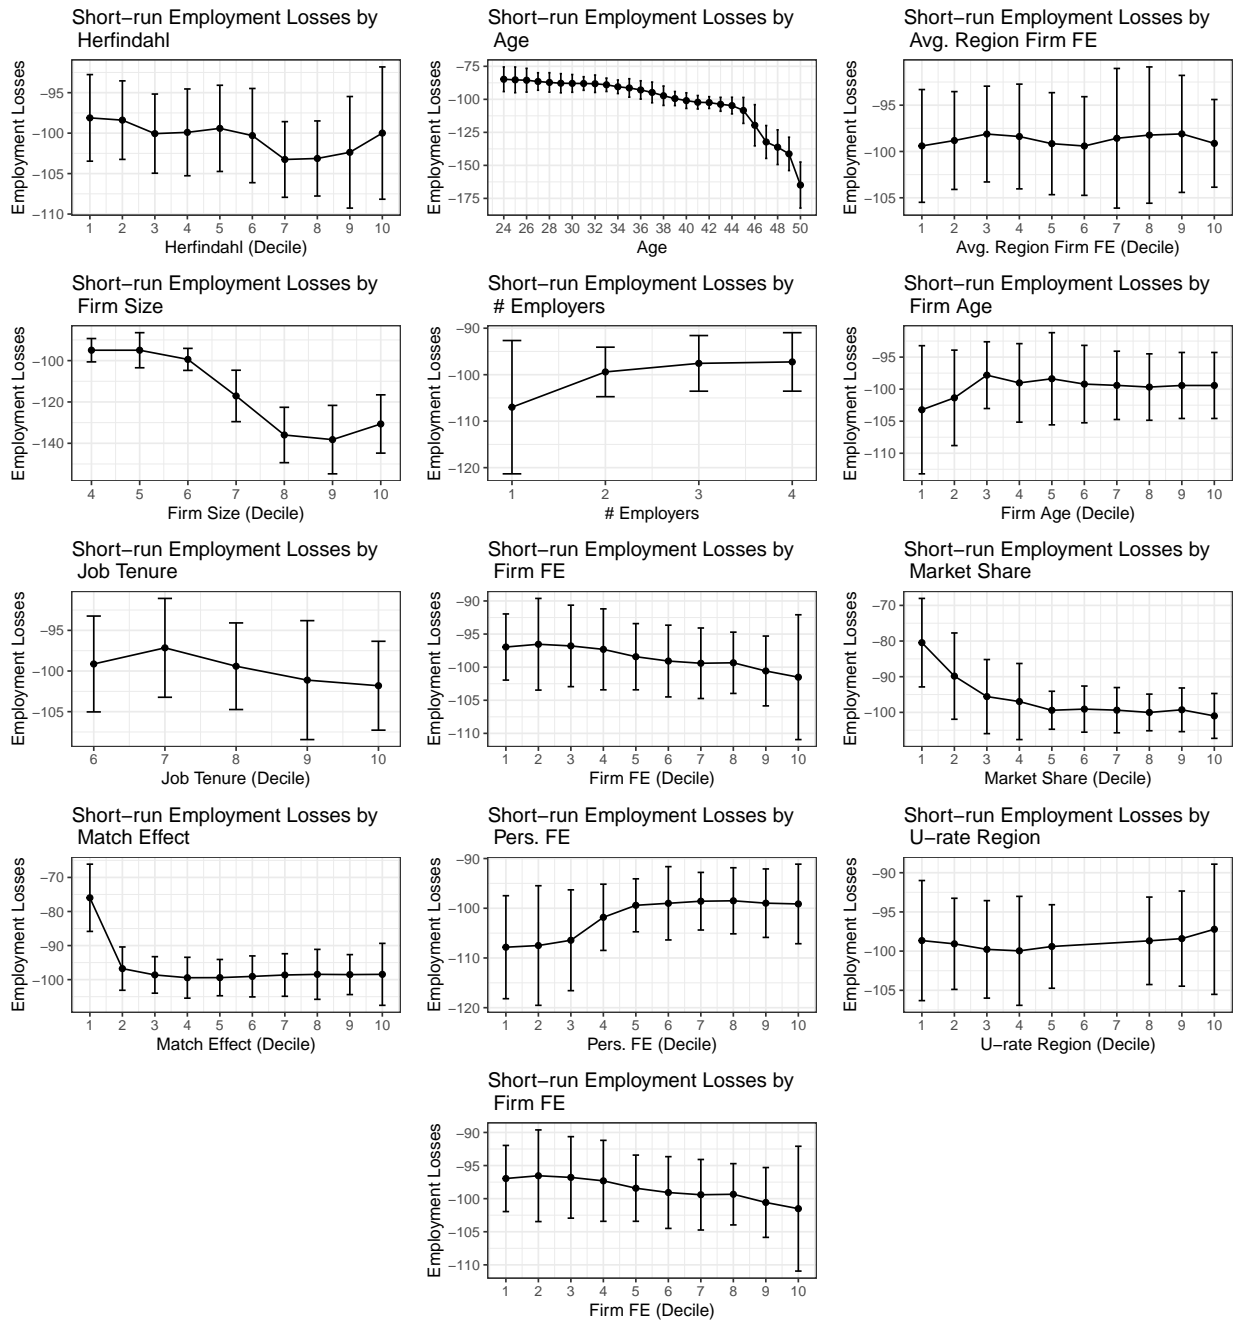 Short−run Employment Losses by
Herfindahl
Employment Losses
−95
−100
−105
−110
1 2 3 4 5 6 7 8 9 10
Herfindahl (Decile)
Short−run Employment Losses by
Age
Employment Losses
−75
−100
−125
−150
−175
24 26 28 30 32 34 36 38 40 42 44 46 48 50
Age
Short−run Employment Losses by
Avg. Region Firm FE
Employment Losses
−95
−100
−105
1 2 3 4 5 6 7 8 9 10
Avg. Region Firm FE (Decile)
Short−run Employment Losses by
Firm Size
Employment Losses
−100
−120
−140
4 5 6 7 8 9 10
Firm Size (Decile)
Short−run Employment Losses by
# Employers
Employment Losses
−90
−100
−110
−120
1 2 3 4
# Employers
Short−run Employment Losses by
Firm Age
Employment Losses
−95
−100
−105
−110
1 2 3 4 5 6 7 8 9 10
Firm Age (Decile)
Short−run Employment Losses by
Job Tenure
Employment Losses
−95
−100
−105
6 7 8 9 10
Job Tenure (Decile)
Short−run Employment Losses by
Firm FE
Employment Losses
−90
−95
−100
−105
−110
1 2 3 4 5 6 7 8 9 10
Firm FE (Decile)
Short−run Employment Losses by
Market Share
Employment Losses
−70
−80
−90
−100
1 2 3 4 5 6 7 8 9 10
Market Share (Decile)
Short−run Employment Losses by
Match Effect
Employment Losses
−70
−80
−90
−100
1 2 3 4 5 6 7 8 9 10
Match Effect (Decile)
Short−run Employment Losses by
Pers. FE
Employment Losses
−90
−100
−110
−120
1 2 3 4 5 6 7 8 9 10
Pers. FE (Decile)
Short−run Employment Losses by
U−rate Region
Employment Losses
−90
−95
−100
−105
1 2 3 4 5 8 9 10
U−rate Region (Decile)
Short−run Employment Losses by
Firm FE
Employment Losses
−90
−95
−100
−105
−110
1 2 3 4 5 6 7 8 9 10
Firm FE (Decile)